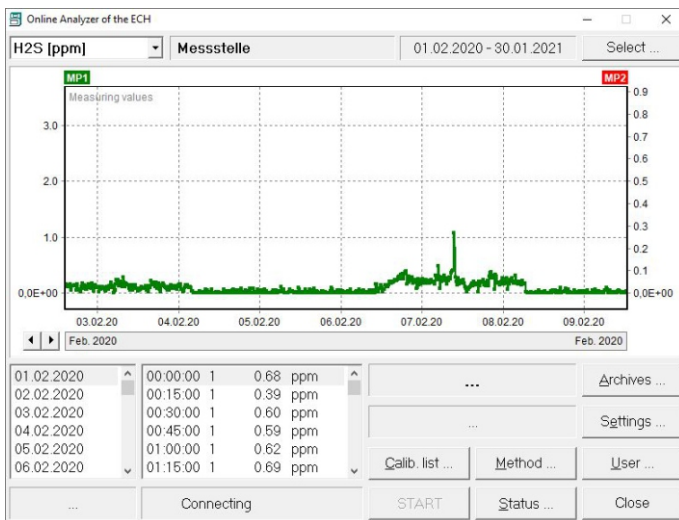 Online Analyzer of the ECH
H2S [ppm] Messstelle 01.02.2020 - 30.01.2021 Select ...
MP1 MP2
Measuring values
0.9
0.8
3.0
0.7
0.6
2.0
0.5
0.4
0.3
1.0
0.2
0.1
0,0E+00 0,0E+00
03.02.20 04.02.20 05.02.20 06.02.20 07.02.20 08.02.20 09.02.20
Feb. 2020 Feb. 2020
01.02.2020 00:00:00 1 0.68 ppm ... Archives ...
02.02.2020 00:15:00 1 0.39 ppm
03.02.2020 00:30:00 1 0.60 ppm ... Settings ...
04.02.2020 00:45:00 1 0.59 ppm
05.02.2020 01:00:00 1 0.62 ppm Calib. list ... Method ... User ...
06.02.2020 01:15:00 1 0.69 ppm
... Connecting START Status ... Close